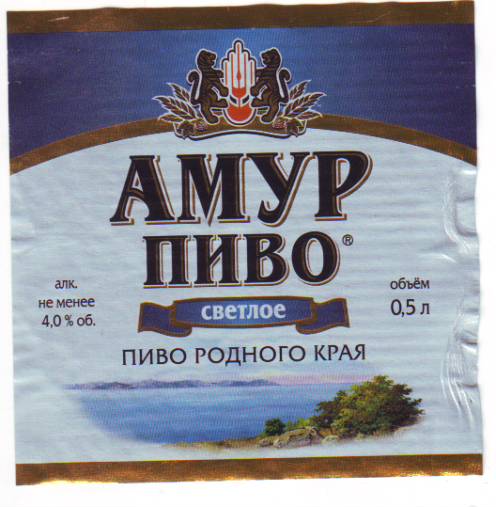 АМУР
ПИВО®
светлое
алк.
не менее
4,0 % об.
объём
0,5 л
ПИВО РОДНОГО КРАЯ